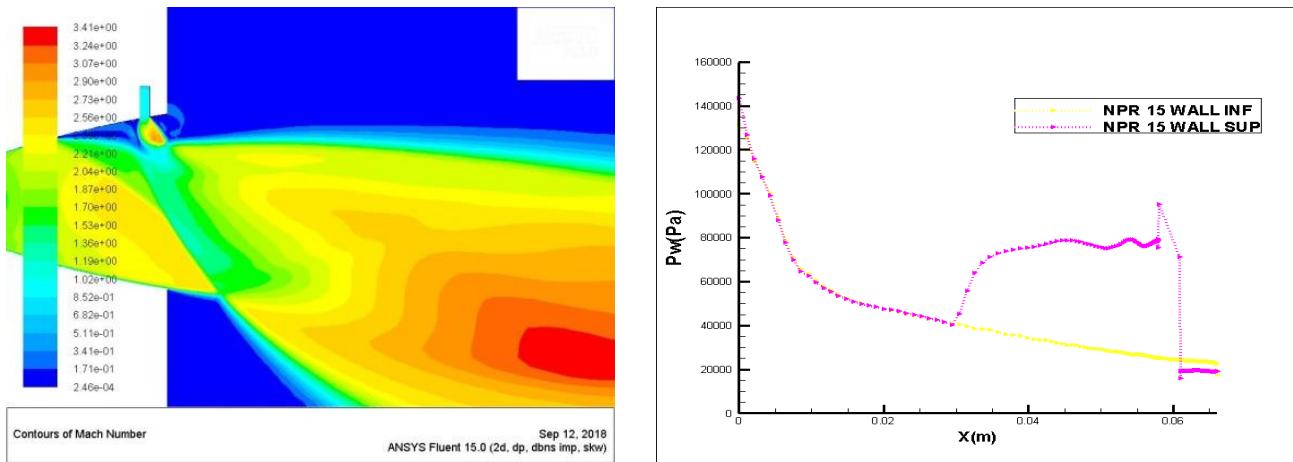 3.41e+00
3.24e+00
3.07e+00
2.90e+00
2.73e+00
2.56e+00
2.21e+00
2.04e+00
1.87e+00
1.70e+00
1.53e+00
1.36e+00
1.19e+00
1.02e+00
8.52e-01
6.82e-01
5.11e-01
3.41e-01
1.71e-01
2.46e-04
Contours of Mach Number
Sep 12, 2018
ANSYS Fluent 15.0 (2d, dp, dbns imp, skw)
160000
140000
120000
100000
80000
60000
40000
20000
0
Pw(Pa)
NPR 15 WALL INF
NPR 15 WALL SUP
0 0.02 0.04 0.06
X(m)